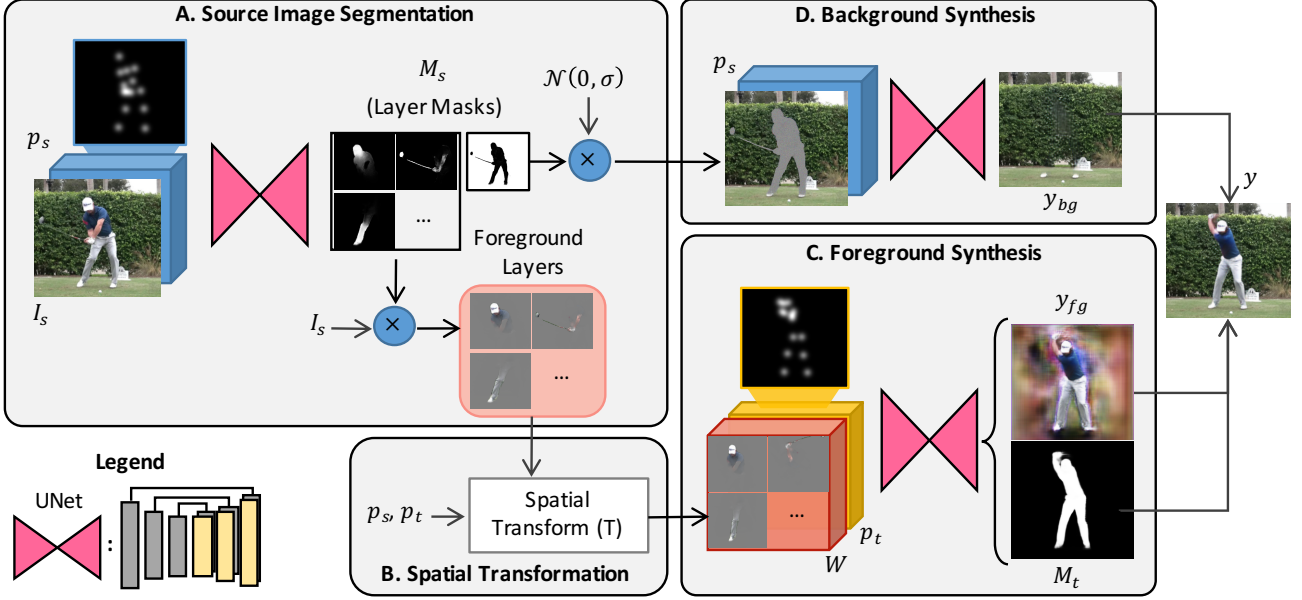 A. Source Image Segmentation
p_s
I_s
M_s
(Layer Masks)
𝒩(0, σ)
×
...
Foreground
Layers
I_s
×
...
D. Background Synthesis
p_s
y_bg
y
C. Foreground Synthesis
y_fg
...
p_t
W
M_t
p_s, p_t
Spatial
Transform (T)
B. Spatial Transformation
Legend
UNet
: